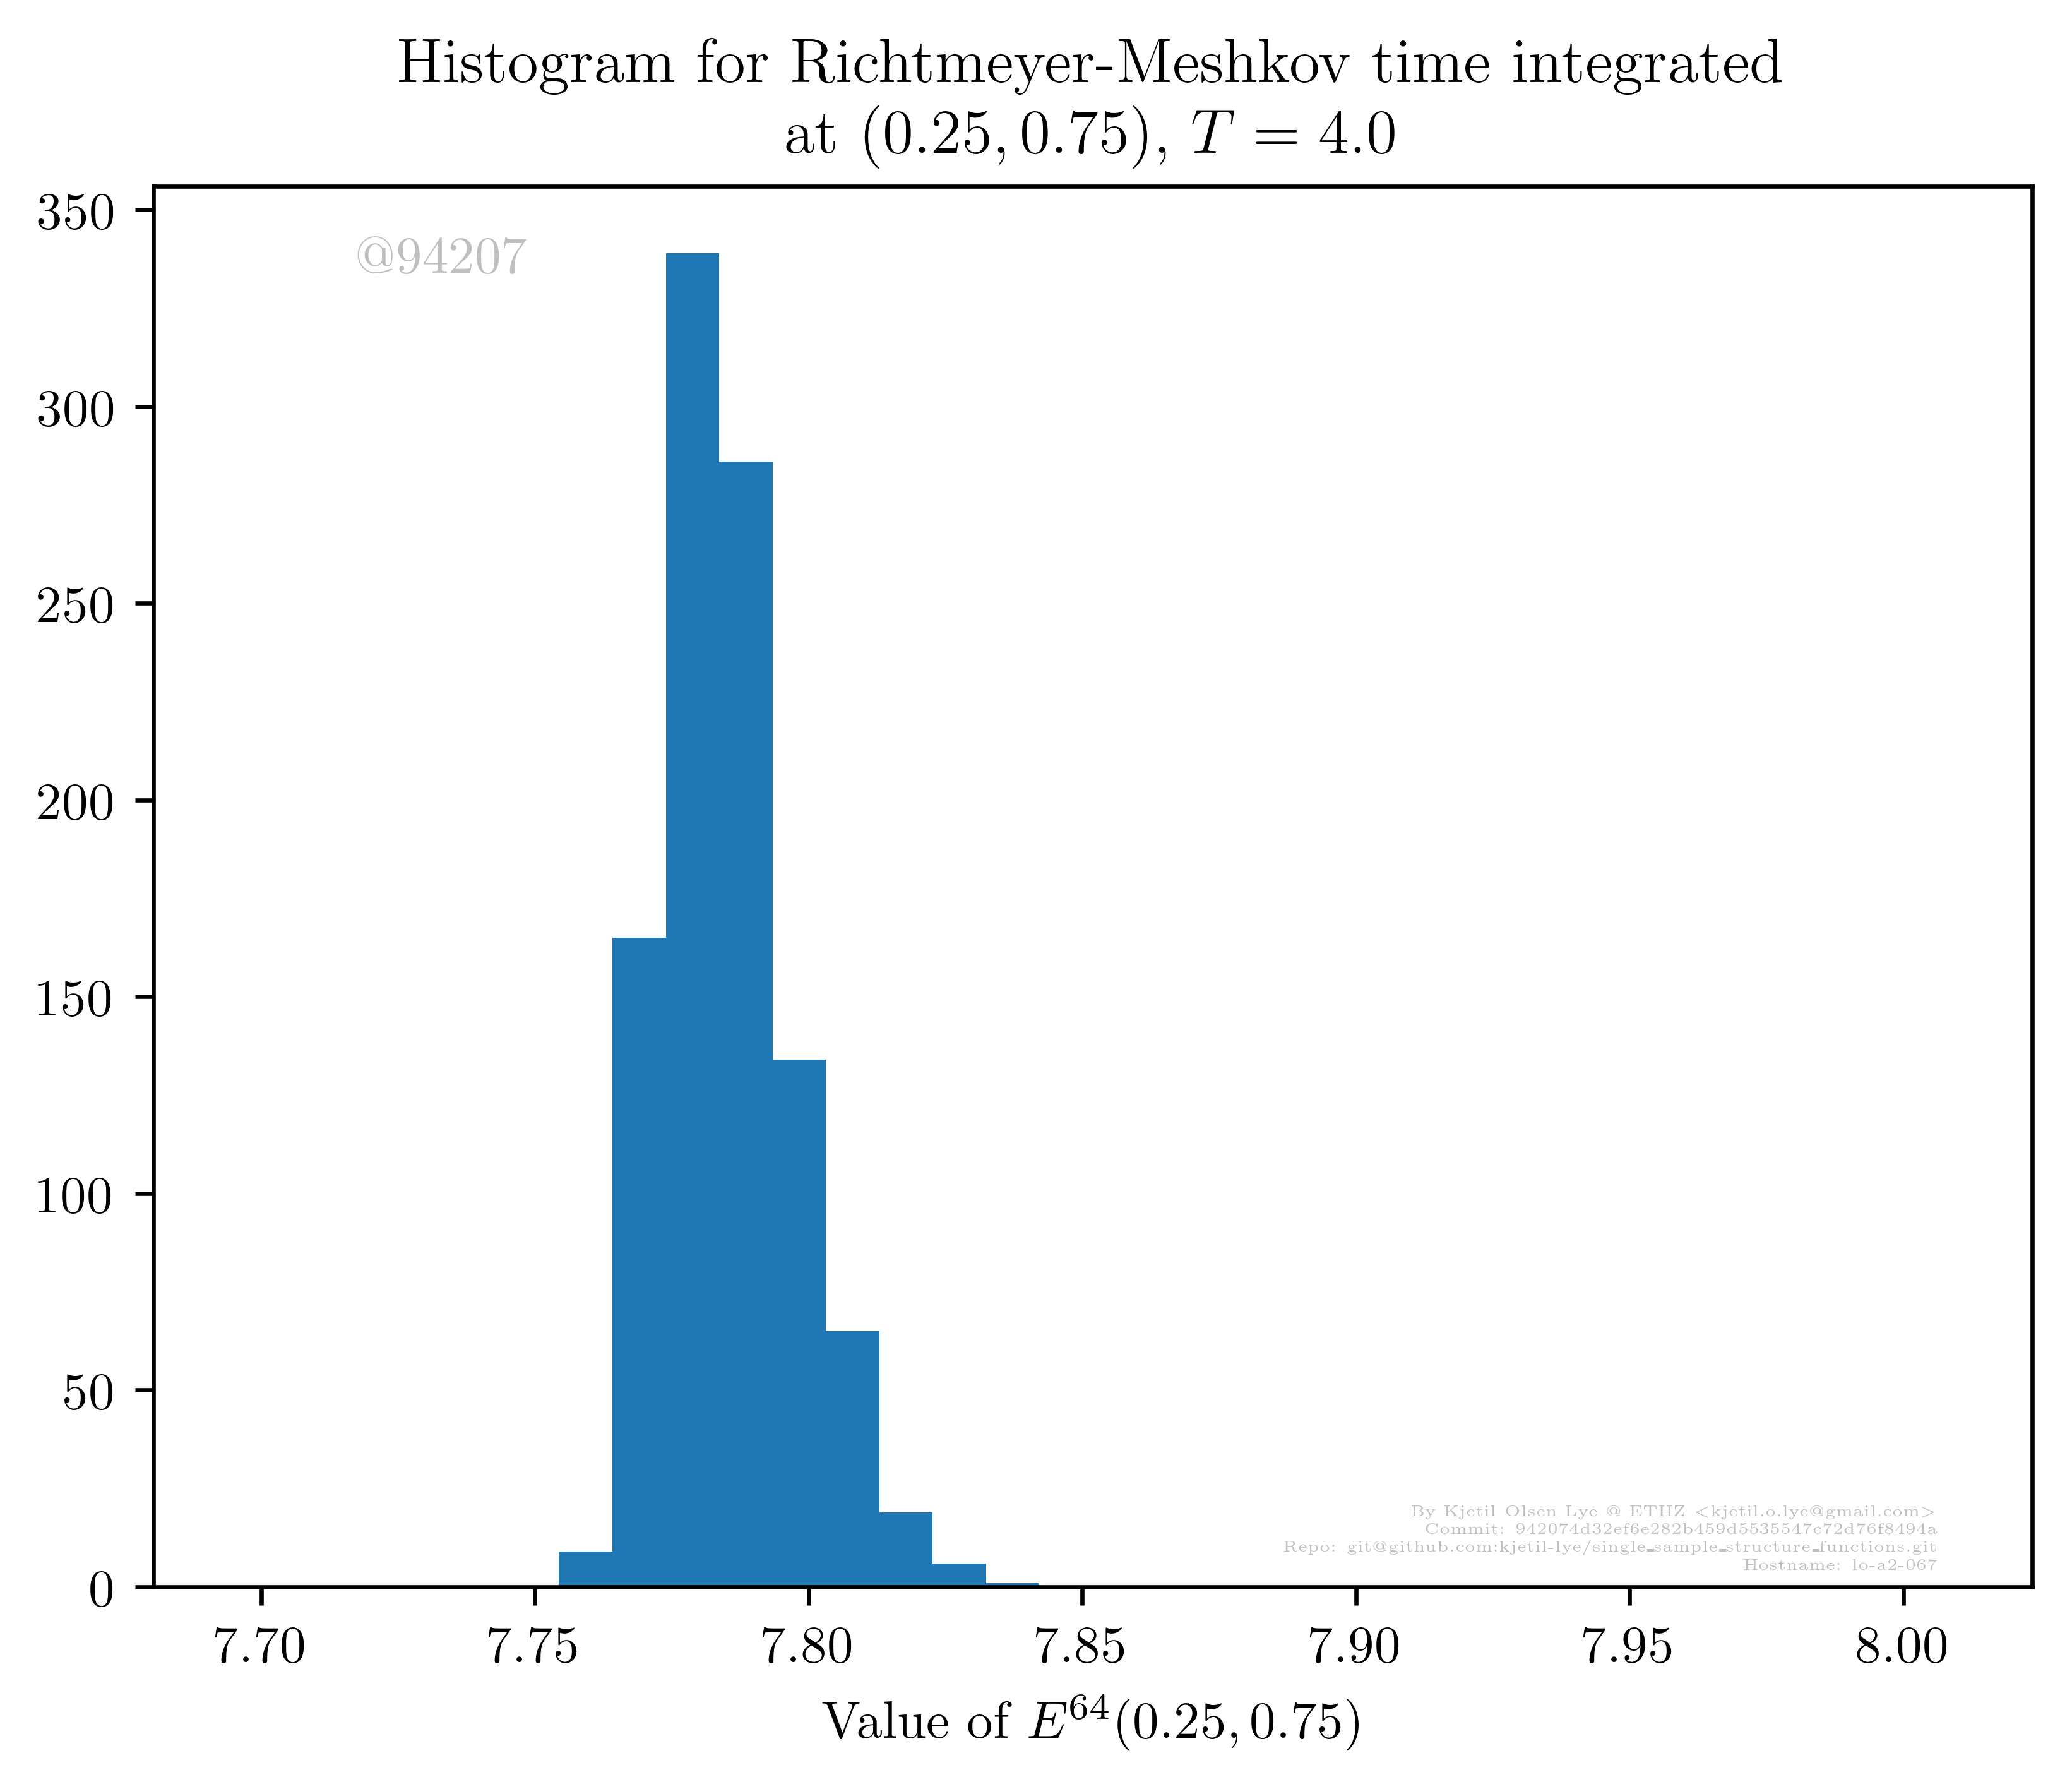 Histogram for Richtmeyer-Meshkov time integrated
at (0.25, 0.75), T = 4.0
350
300
250
200
150
100
50
0
@94207
By Kjetil Olsen Lye @ ETHZ <kjetil.o.lye@gmail.com>
Commit: 942074d32ef6e282b459d5535547c72d76f8494a
Repo: git@github.com:kjetil-lye/single_sample_structure_functions.git
Hostname: lo-a2-067
7.70 7.75 7.80 7.85 7.90 7.95 8.00
Value of E^{64}(0.25, 0.75)